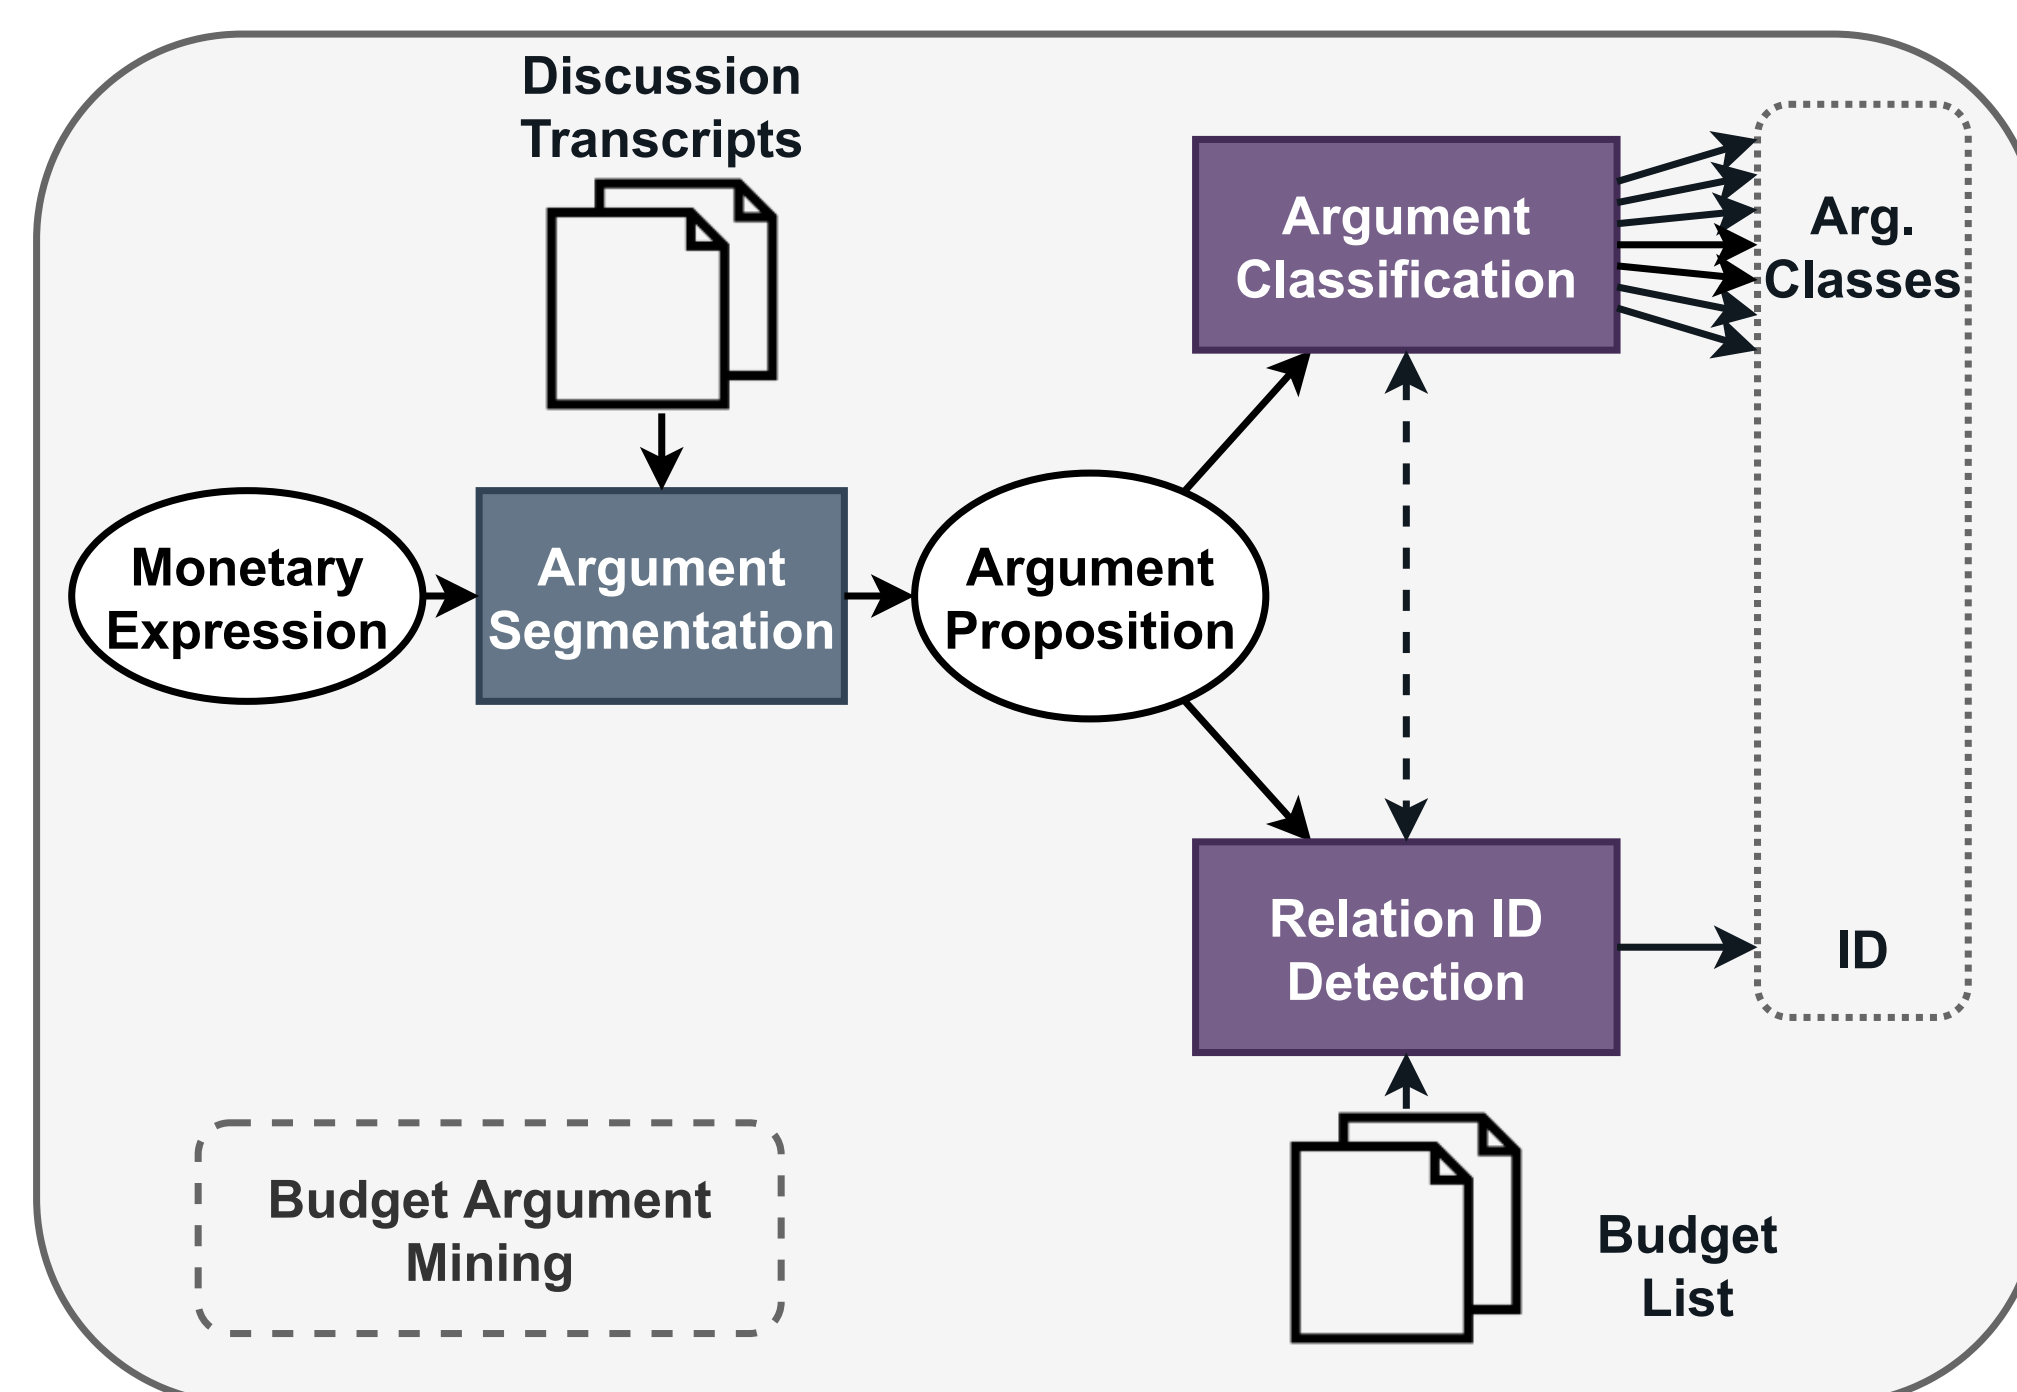 Discussion
Transcripts
Argument
Classification
Arg.
Classes
Monetary
Expression
Argument
Segmentation
Argument
Proposition
Relation ID
Detection
ID
Budget Argument
Mining
Budget
List